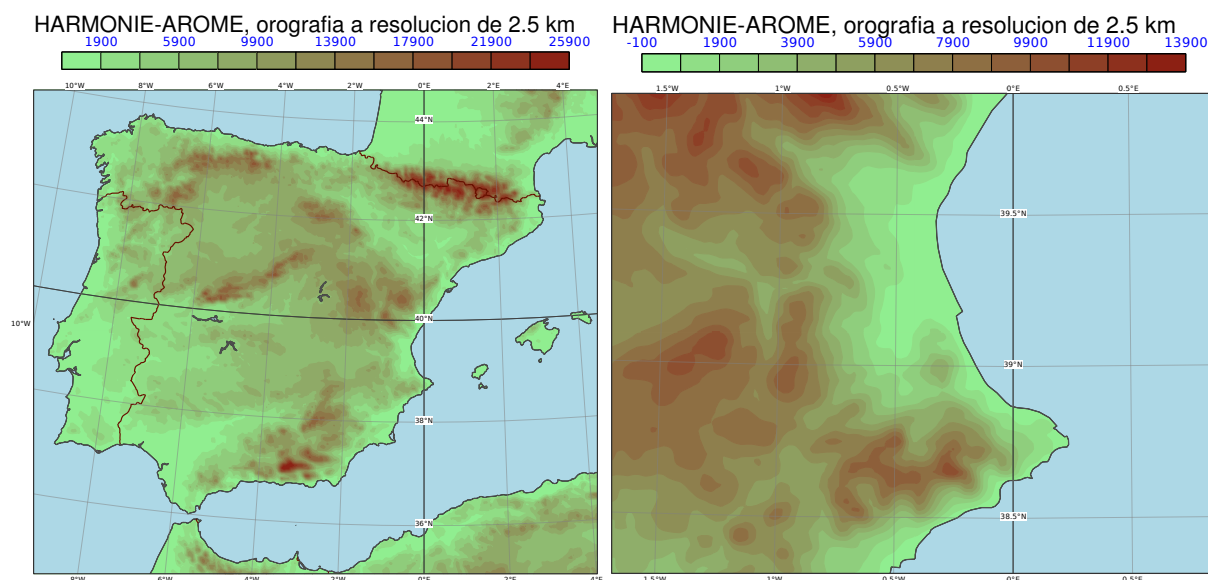 HARMONIE-AROME, orografia a resolucion de 2.5 km
1900 5900 9900 13900 17900 21900 25900
10°W 8°W 6°W 4°W 2°W 0°E 2°E 4°E
44°N
42°N
40°N
10°W
38°N
36°N
8°W 6°W 4°W 2°W 0°E 2°E 4°E
HARMONIE-AROME, orografia a resolucion de 2.5 km
-100 1900 3900 5900 7900 9900 11900 13900
1.5°W 1°W 0.5°W 0°E 0.5°E
39.5°N
39°N
38.5°N
1.5°W 1°W 0.5°W 0°E 0.5°E